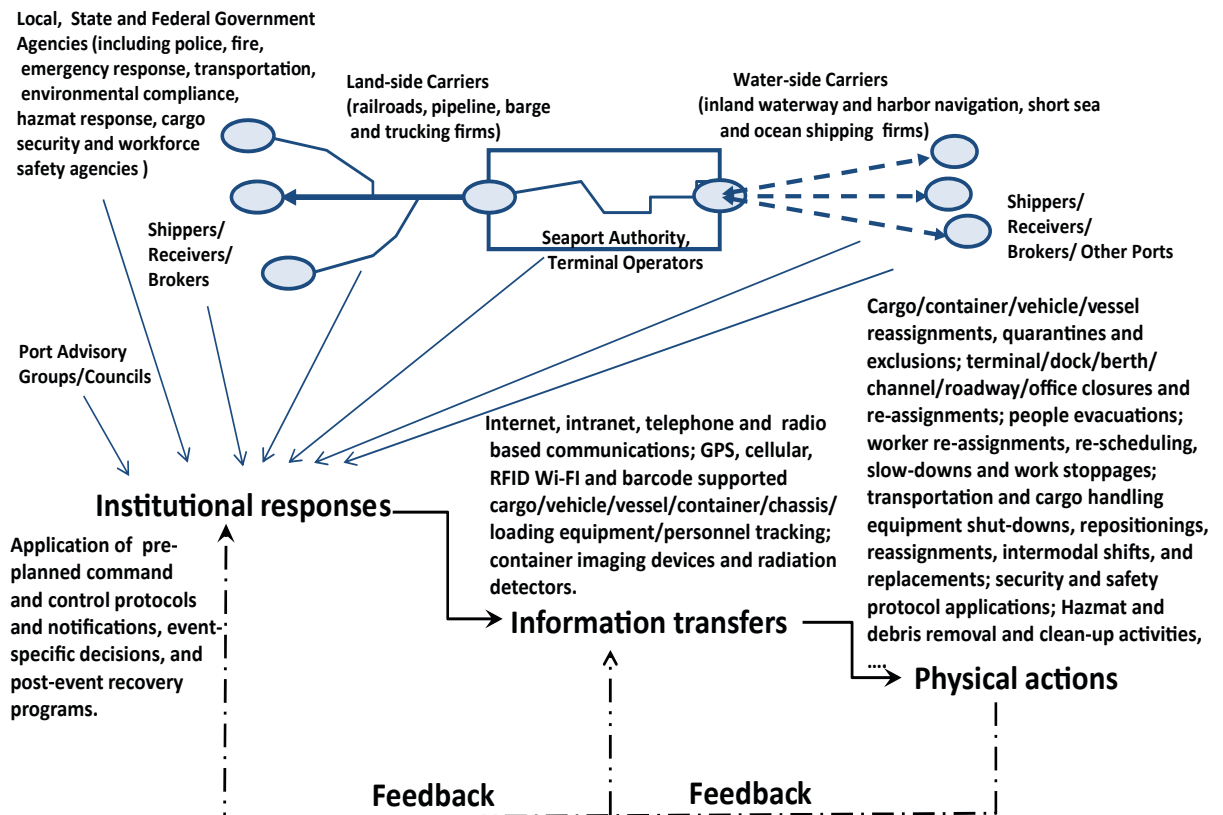 Local, State and Federal Government
Agencies (including police, fire,
emergency response, transportation,
environmental compliance,
hazmat response, cargo
security and workforce
safety agencies )
Land-side Carriers
(railroads, pipeline, barge
and trucking firms)
Water-side Carriers
(inland waterway and harbor navigation, short sea
and ocean shipping firms)
Shippers/
Receivers/
Brokers
Seaport Authority,
Terminal Operators
Shippers/
Receivers/
Brokers/ Other Ports
Port Advisory
Groups/Councils
Cargo/container/vehicle/vessel
reassignments, quarantines and
exclusions; terminal/dock/berth/
channel/roadway/office closures and
re-assignments; people evacuations;
worker re-assignments, re-scheduling,
slow-downs and work stoppages;
transportation and cargo handling
equipment shut-downs, repositionings,
reassignments, intermodal shifts, and
replacements; security and safety
protocol applications; Hazmat and
debris removal and clean-up activities,
....
Internet, intranet, telephone and radio
based communications; GPS, cellular,
RFID Wi-FI and barcode supported
cargo/vehicle/vessel/container/chassis/
loading equipment/personnel tracking;
container imaging devices and radiation
detectors.
Institutional responses
Application of pre-
planned command
and control protocols
and notifications, event-
specific decisions, and
post-event recovery
programs.
Information transfers
Physical actions
Feedback
Feedback